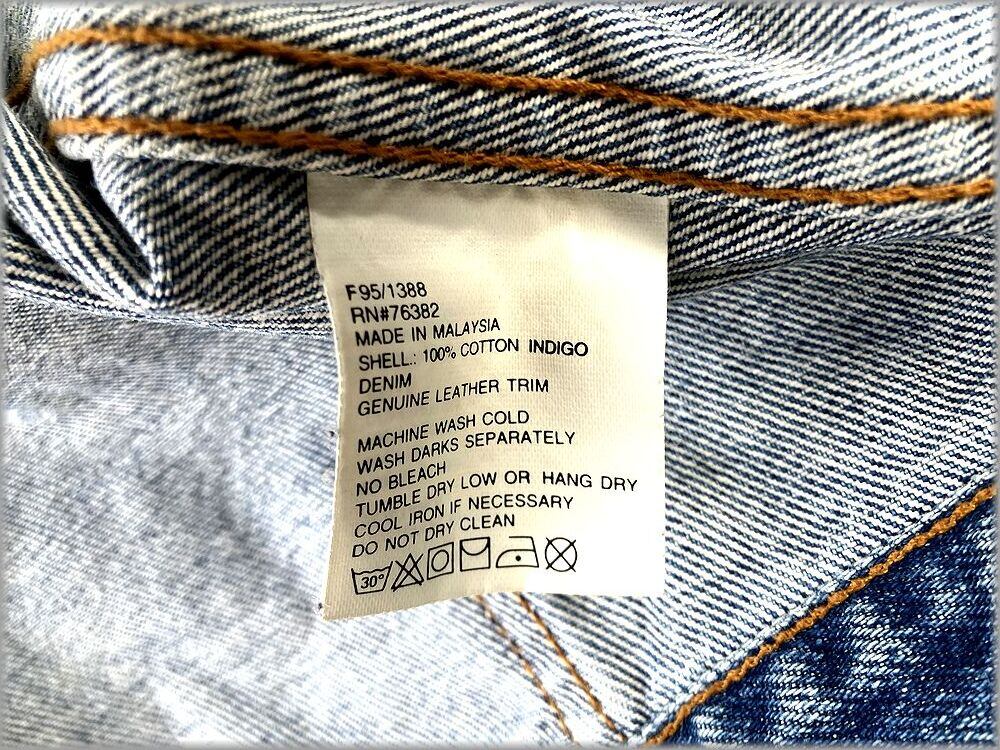 F95/1388
RN#76382
MADE IN MALAYSIA
SHELL.: 100% COTTON INDIGO
DENIM
GENUINE LEATHER TRIM
MACHINE WASH COLD
WASH DARKS SEPARATELY
NO BLEACH
TUMBLE DRY LOW OR HANG DRY
COOL IRON IF NECESSARY
DO NOT DRY CLEAN
30°